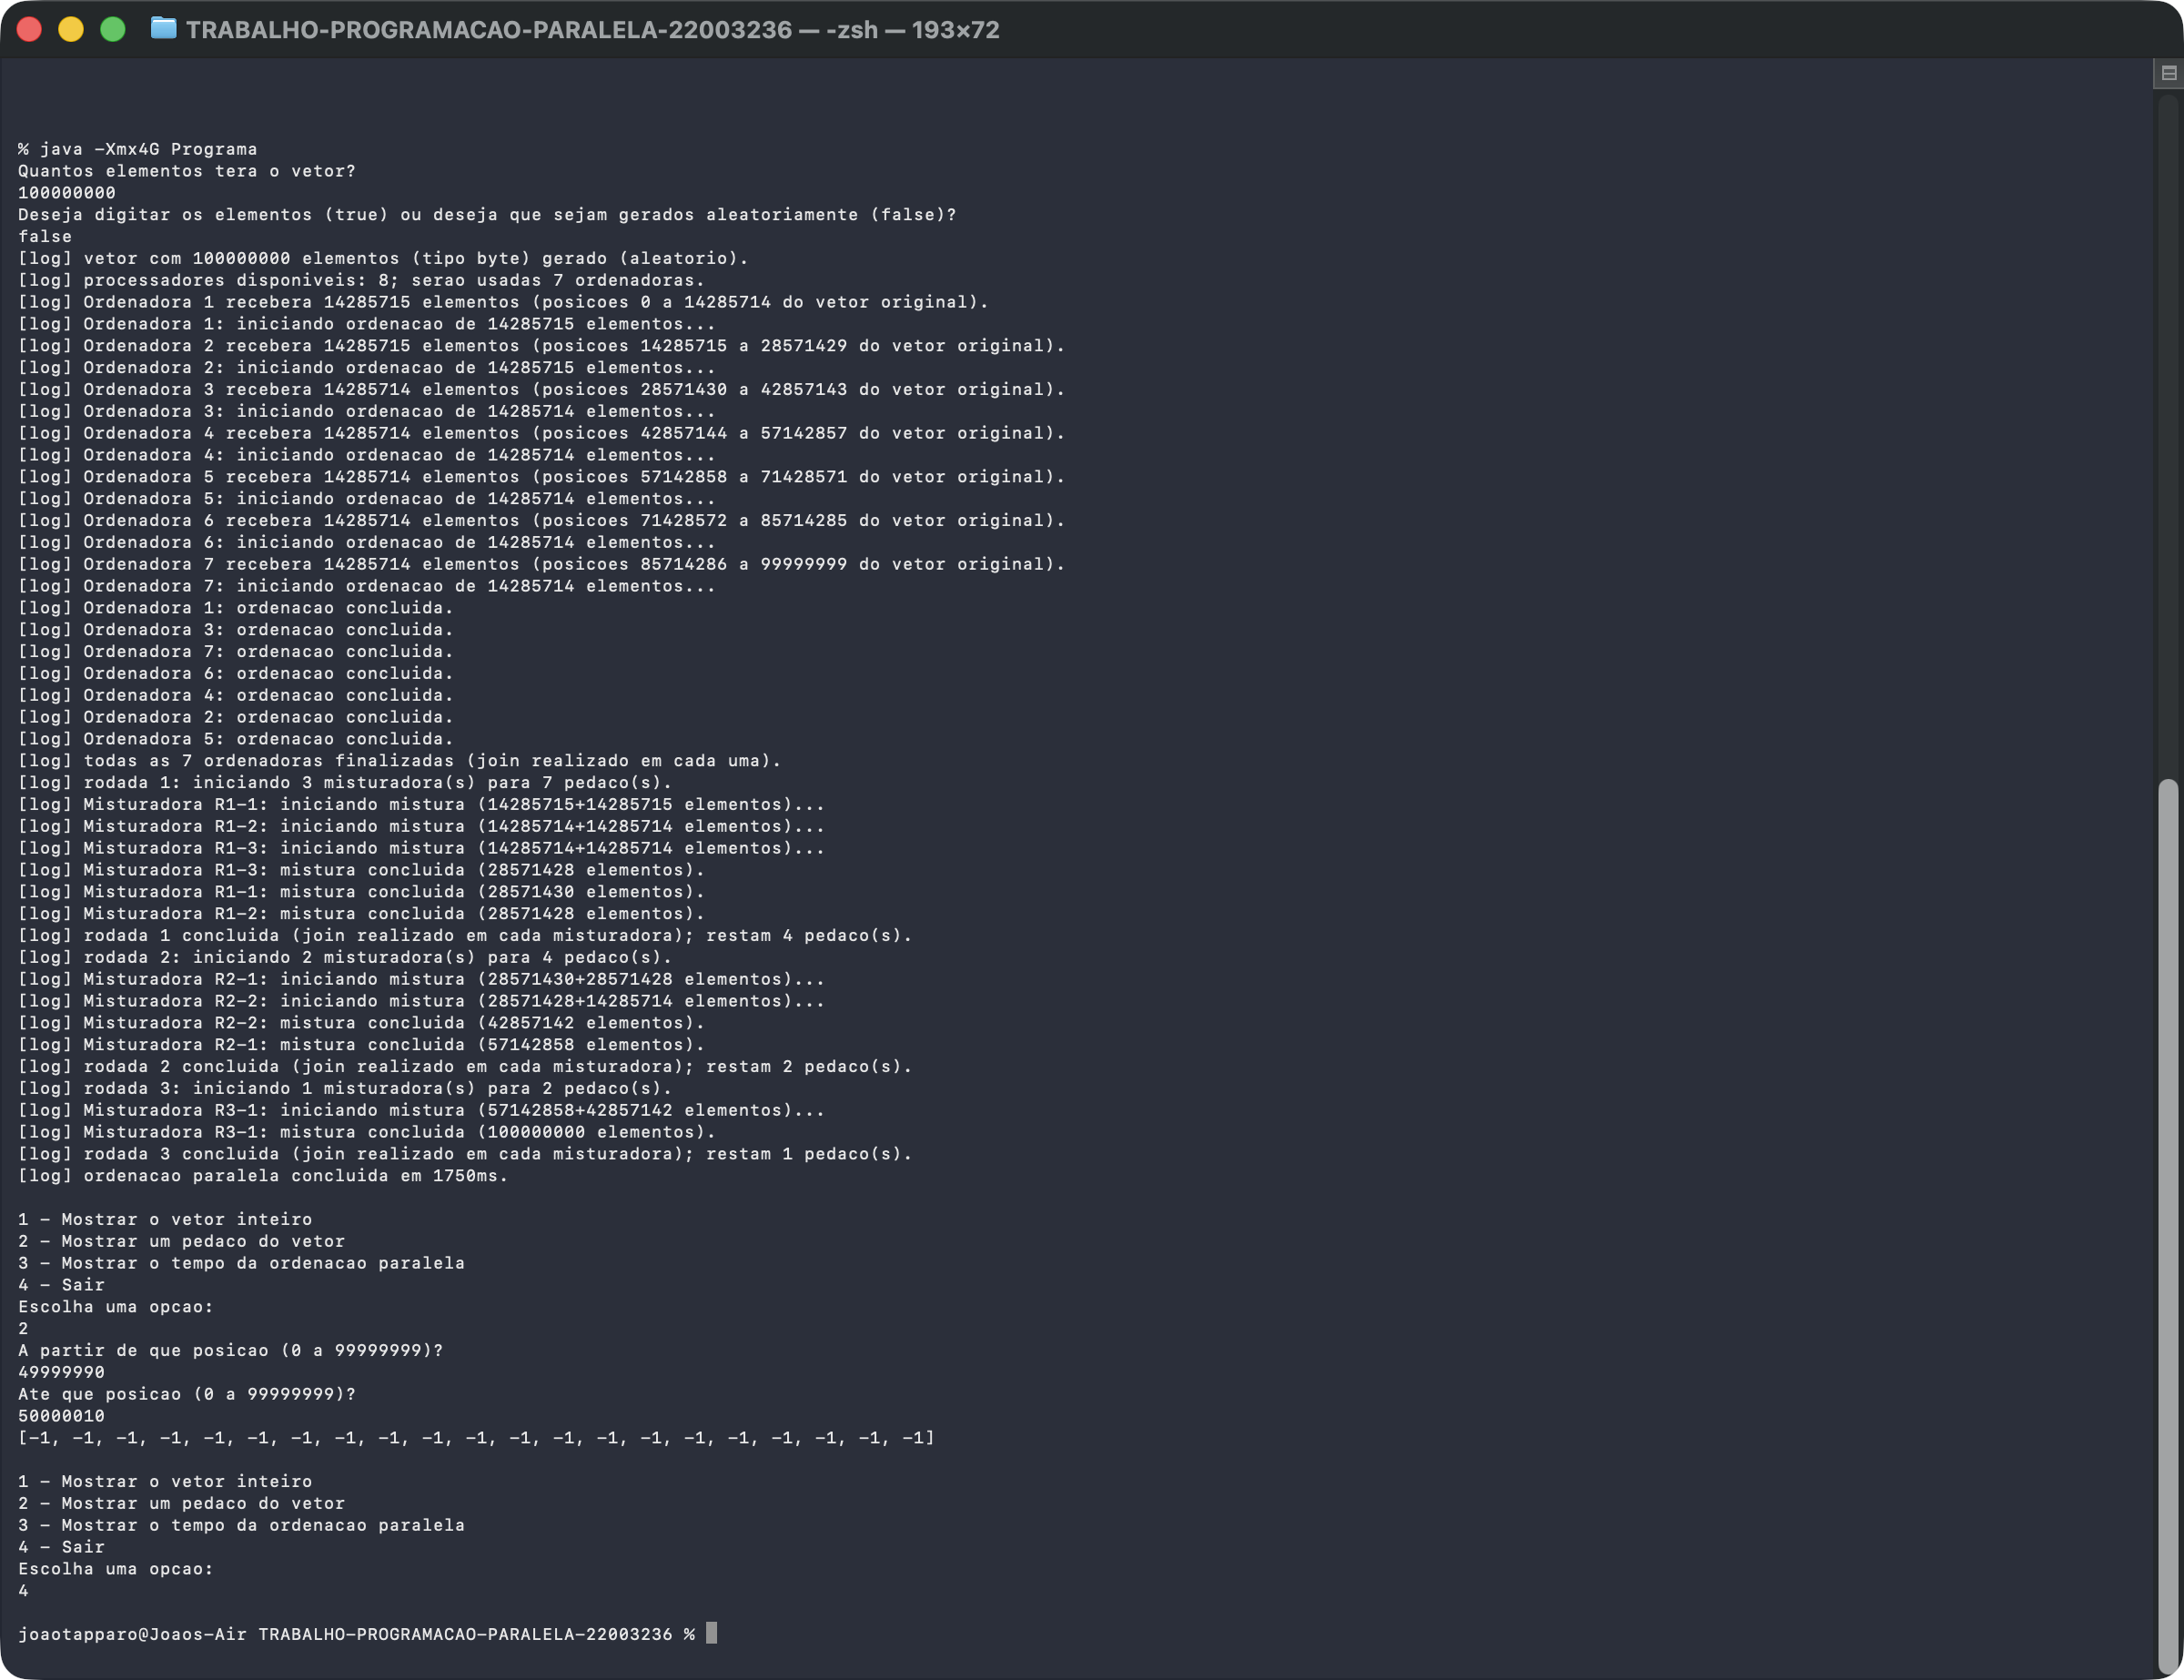 TRABALHO-PROGRAMACAO-PARALELA-22003236 — -zsh — 193×72
% java -Xmx4G Programa
Quantos elementos tera o vetor?
100000000
Deseja digitar os elementos (true) ou deseja que sejam gerados aleatoriamente (false)?
false
[log] vetor com 100000000 elementos (tipo byte) gerado (aleatorio).
[log] processadores disponiveis: 8; serao usadas 7 ordenadoras.
[log] Ordenadora 1 recebera 14285715 elementos (posicoes 0 a 14285714 do vetor original).
[log] Ordenadora 1: iniciando ordenacao de 14285715 elementos...
[log] Ordenadora 2 recebera 14285715 elementos (posicoes 14285715 a 28571429 do vetor original).
[log] Ordenadora 2: iniciando ordenacao de 14285715 elementos...
[log] Ordenadora 3 recebera 14285714 elementos (posicoes 28571430 a 42857143 do vetor original).
[log] Ordenadora 3: iniciando ordenacao de 14285714 elementos...
[log] Ordenadora 4 recebera 14285714 elementos (posicoes 42857144 a 57142857 do vetor original).
[log] Ordenadora 4: iniciando ordenacao de 14285714 elementos...
[log] Ordenadora 5 recebera 14285714 elementos (posicoes 57142858 a 71428571 do vetor original).
[log] Ordenadora 5: iniciando ordenacao de 14285714 elementos...
[log] Ordenadora 6 recebera 14285714 elementos (posicoes 71428572 a 85714285 do vetor original).
[log] Ordenadora 6: iniciando ordenacao de 14285714 elementos...
[log] Ordenadora 7 recebera 14285714 elementos (posicoes 85714286 a 99999999 do vetor original).
[log] Ordenadora 7: iniciando ordenacao de 14285714 elementos...
[log] Ordenadora 1: ordenacao concluida.
[log] Ordenadora 3: ordenacao concluida.
[log] Ordenadora 7: ordenacao concluida.
[log] Ordenadora 6: ordenacao concluida.
[log] Ordenadora 4: ordenacao concluida.
[log] Ordenadora 2: ordenacao concluida.
[log] Ordenadora 5: ordenacao concluida.
[log] todas as 7 ordenadoras finalizadas (join realizado em cada uma).
[log] rodada 1: iniciando 3 misturadora(s) para 7 pedaco(s).
[log] Misturadora R1-1: iniciando mistura (14285715+14285715 elementos)...
[log] Misturadora R1-2: iniciando mistura (14285714+14285714 elementos)...
[log] Misturadora R1-3: iniciando mistura (14285714+14285714 elementos)...
[log] Misturadora R1-3: mistura concluida (28571428 elementos).
[log] Misturadora R1-1: mistura concluida (28571430 elementos).
[log] Misturadora R1-2: mistura concluida (28571428 elementos).
[log] rodada 1 concluida (join realizado em cada misturadora); restam 4 pedaco(s).
[log] rodada 2: iniciando 2 misturadora(s) para 4 pedaco(s).
[log] Misturadora R2-1: iniciando mistura (28571430+28571428 elementos)...
[log] Misturadora R2-2: iniciando mistura (28571428+14285714 elementos)...
[log] Misturadora R2-2: mistura concluida (42857142 elementos).
[log] Misturadora R2-1: mistura concluida (57142858 elementos).
[log] rodada 2 concluida (join realizado em cada misturadora); restam 2 pedaco(s).
[log] rodada 3: iniciando 1 misturadora(s) para 2 pedaco(s).
[log] Misturadora R3-1: iniciando mistura (57142858+42857142 elementos)...
[log] Misturadora R3-1: mistura concluida (100000000 elementos).
[log] rodada 3 concluida (join realizado em cada misturadora); restam 1 pedaco(s).
[log] ordenacao paralela concluida em 1750ms.
1 - Mostrar o vetor inteiro
2 - Mostrar um pedaco do vetor
3 - Mostrar o tempo da ordenacao paralela
4 - Sair
Escolha uma opcao:
2
A partir de que posicao (0 a 99999999)?
49999990
Ate que posicao (0 a 99999999)?
50000010
[-1, -1, -1, -1, -1, -1, -1, -1, -1, -1, -1, -1, -1, -1, -1, -1, -1, -1, -1, -1, -1]
1 - Mostrar o vetor inteiro
2 - Mostrar um pedaco do vetor
3 - Mostrar o tempo da ordenacao paralela
4 - Sair
Escolha uma opcao:
4
joaotapparo@Joaos-Air TRABALHO-PROGRAMACAO-PARALELA-22003236 %